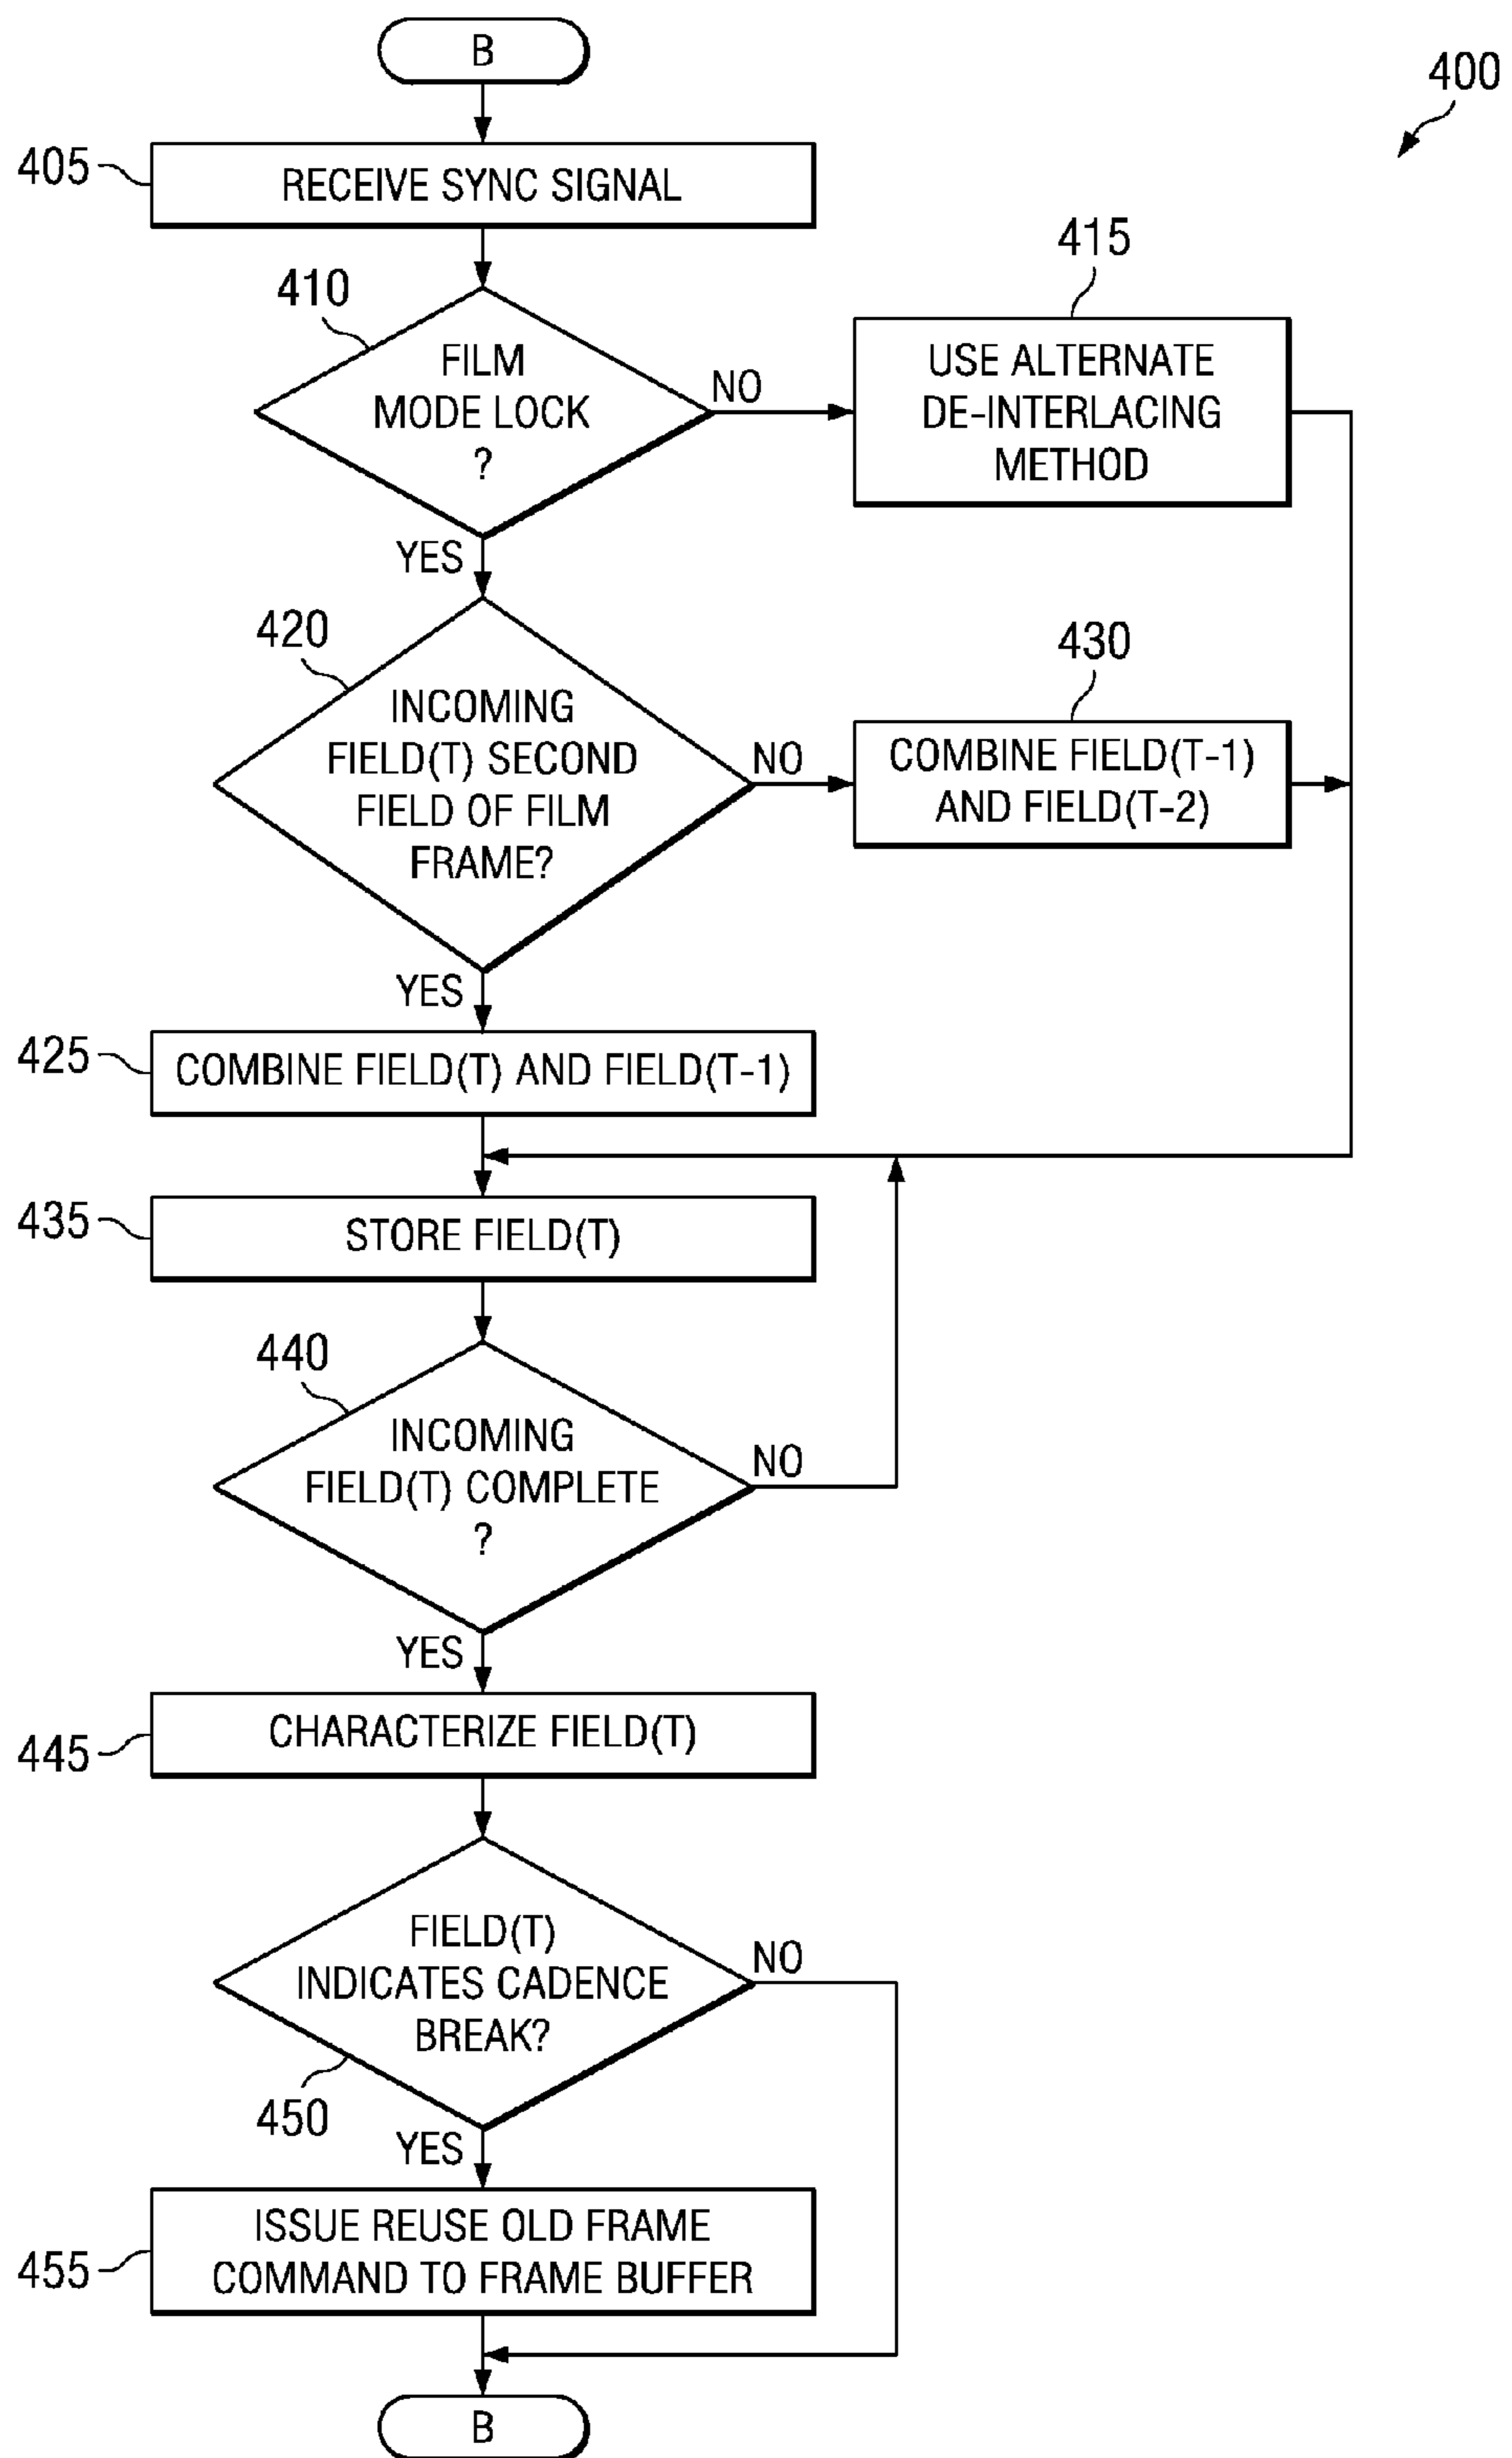 B
400
405
RECEIVE SYNC SIGNAL
410
FILM
MODE LOCK
?
NO
415
USE ALTERNATE
DE-INTERLACING
METHOD
YES
420
INCOMING
FIELD(T) SECOND
FIELD OF FILM
FRAME?
NO
430
COMBINE FIELD(T-1)
AND FIELD(T-2)
YES
425
COMBINE FIELD(T) AND FIELD(T-1)
435
STORE FIELD(T)
440
INCOMING
FIELD(T) COMPLETE
?
NO
YES
445
CHARACTERIZE FIELD(T)
FIELD(T)
INDICATES CADENCE
BREAK?
NO
450
YES
455
ISSUE REUSE OLD FRAME
COMMAND TO FRAME BUFFER
B